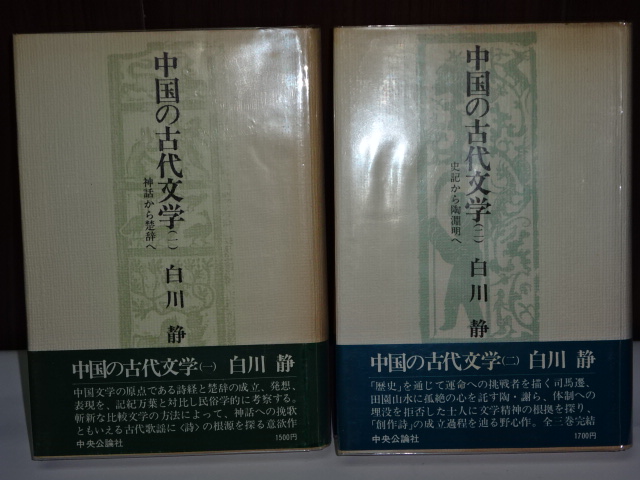 中国の古代文学(一)
神話から楚辞へ
白川 静
中国の古代文学(一) 白川 静
中国文学の原点である詩経と楚辞の成立、発想、
表現を、記紀万葉と対比し民俗学的に考察する。
斬新な比較文学の方法によって、神話への挽歌
ともいえる古代歌謡に〈詩〉の根源を探る意欲作
中央公論社
1500円
中国の古代文学(二)
史記から陶淵明へ
白川 静
中国の古代文学(二) 白川 静
「歴史」を通じて運命への挑戦者を描く司馬遷、
田園山水に孤絶の心を託す陶・謝ら、体制への
埋没を拒否した士人に文学精神の根拠を探り、
「創作詩」の成立過程を辿る野心作。全二巻完結
中央公論社
1700円